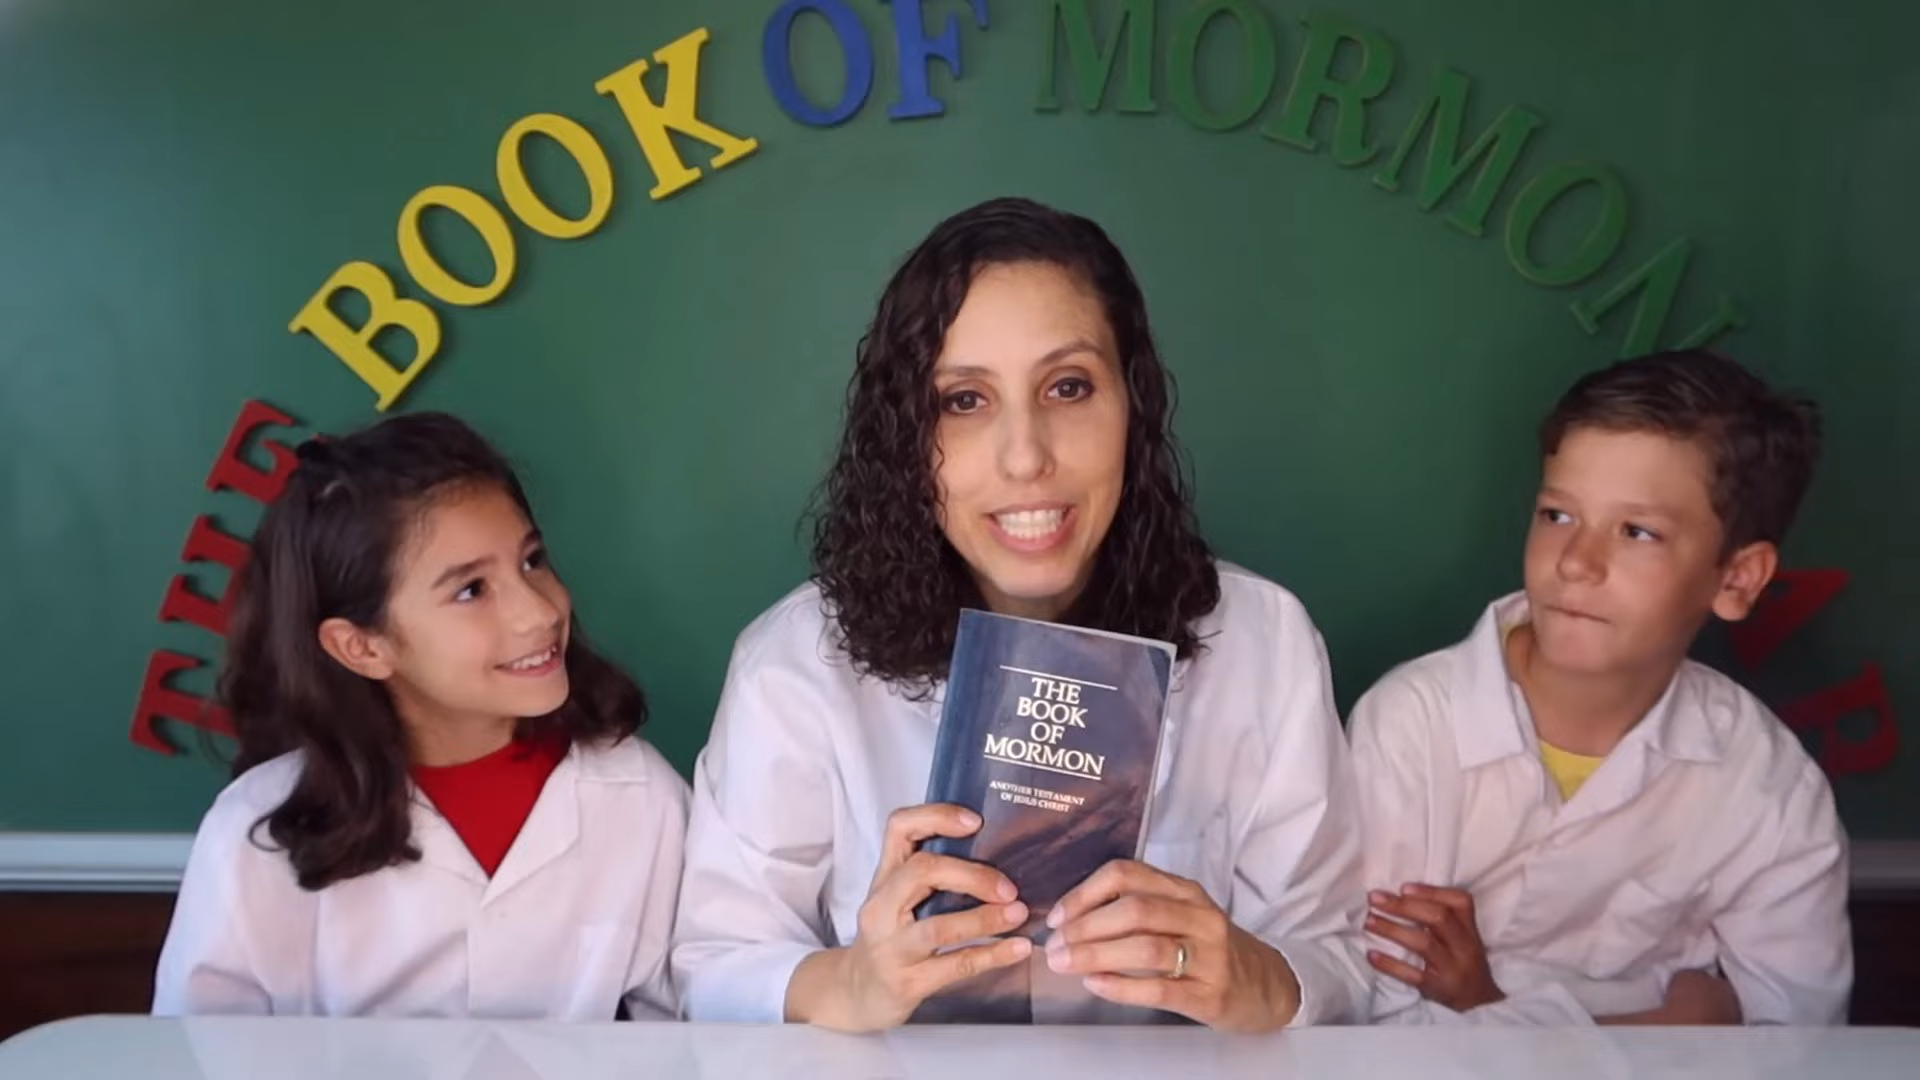 THE BOOK OF MORMON
THE
BOOK
OF
MORMON
ANOTHER TESTAMENT
OF JESUS CHRIST